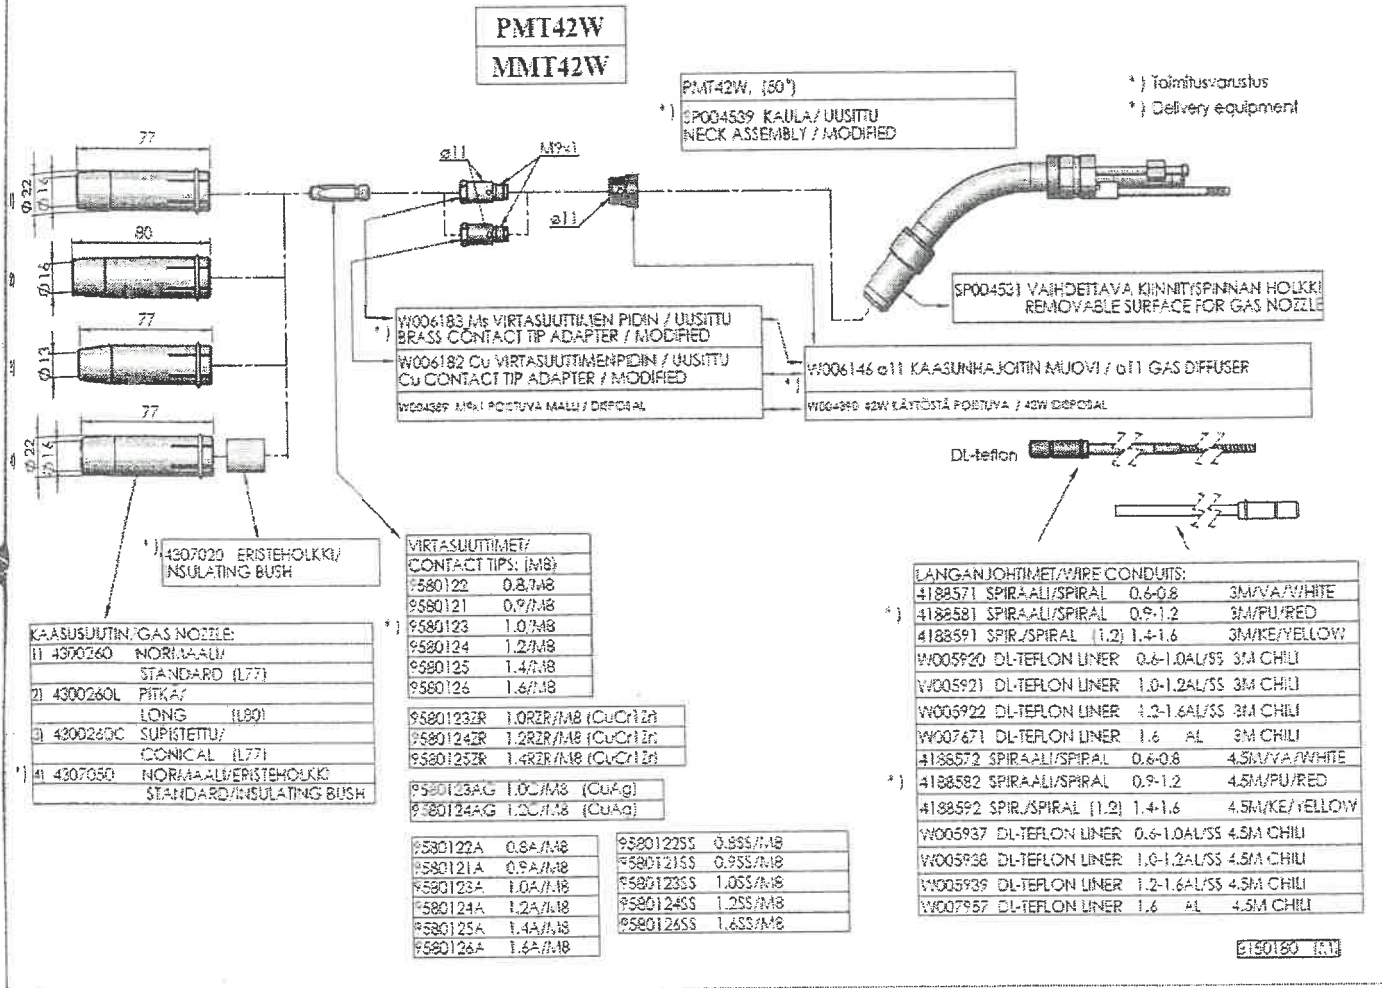 PMT42W
MMT42W
PMT42W, (50°)
*) SP004539 KAULA/ UUSITTU
NECK ASSEMBLY / MODIFIED
*) Toimitusvarustus
*) Delivery equipment
77
ø22
ø16
80
ø16
77
ø13
77
ø22
ø16
ø11
M9x1
ø11
SP004531 VAIHDETTAVA KIINNITYSPINNAN HOLKKI
REMOVABLE SURFACE FOR GAS NOZZLE
W006183 Ms VIRTASUUTTIMEN PIDIN / UUSITTU
*) BRASS CONTACT TIP ADAPTER / MODIFIED
W006182 Cu VIRTASUUTTIMENPIDIN / UUSITTU
Cu CONTACT TIP ADAPTER / MODIFIED
W004389 M9x1 POISTUVA MALLI / DISPOSAL
W006146 ø11 KAASUNHAJOITIN MUOVI / ø11 GAS DIFFUSER
*)
W004390 42W KÄYTÖSTÄ POISTUVA / 42W DISPOSAL
DL-teflon
*) 4307020 ERISTEHOLKKI/
INSULATING BUSH
KAASUSUUTIN/GAS NOZZLE:
1) 4300260 NORMAALI/
STANDARD (L77)
2) 4300260L PITKÄ/
LONG (L80)
3) 4300260C SUPISTETTU/
CONICAL (L77)
*) 4) 4307050 NORMAALI/ERISTEHOLKKI
STANDARD/INSULATING BUSH
VIRTASUUTTIMET/
CONTACT TIPS: (M8)
9580122 0.8/M8
9580121 0.9/M8
*) 9580123 1.0/M8
9580124 1.2/M8
9580125 1.4/M8
9580126 1.6/M8
9580123ZR 1.0RZR/M8 (CuCr1Zr)
9580124ZR 1.2RZR/M8 (CuCr1Zr)
9580125ZR 1.4RZR/M8 (CuCr1Zr)
9580123AG 1.0C/M8 (CuAg)
9580124AG 1.2C/M8 (CuAg)
9580122A 0.8A/M8
9580121A 0.9A/M8
9580123A 1.0A/M8
9580124A 1.2A/M8
9580125A 1.4A/M8
9580126A 1.6A/M8
9580122SS 0.8SS/M8
9580121SS 0.9SS/M8
9580123SS 1.0SS/M8
9580124SS 1.2SS/M8
9580126SS 1.6SS/M8
LANGANJOHTIMET/WIRE CONDUITS:
4188571 SPIRAALI/SPIRAL 0.6-0.8 3M/VA/WHITE
*) 4188581 SPIRAALI/SPIRAL 0.9-1.2 3M/PU/RED
4188591 SPIR./SPIRAL (1.2) 1.4-1.6 3M/KE/YELLOW
W005920 DL-TEFLON LINER 0.6-1.0AL/SS 3M CHILI
W005921 DL-TEFLON LINER 1.0-1.2AL/SS 3M CHILI
W005922 DL-TEFLON LINER 1.2-1.6AL/SS 3M CHILI
W007671 DL-TEFLON LINER 1.6 AL 3M CHILI
4188572 SPIRAALI/SPIRAL 0.6-0.8 4.5M/VA/WHITE
*) 4188582 SPIRAALI/SPIRAL 0.9-1.2 4.5M/PU/RED
4188592 SPIR./SPIRAL (1.2) 1.4-1.6 4.5M/KE/YELLOW
W005937 DL-TEFLON LINER 0.6-1.0AL/SS 4.5M CHILI
W005938 DL-TEFLON LINER 1.0-1.2AL/SS 4.5M CHILI
W005939 DL-TEFLON LINER 1.2-1.6AL/SS 4.5M CHILI
W007957 DL-TEFLON LINER 1.6 AL 4.5M CHILI